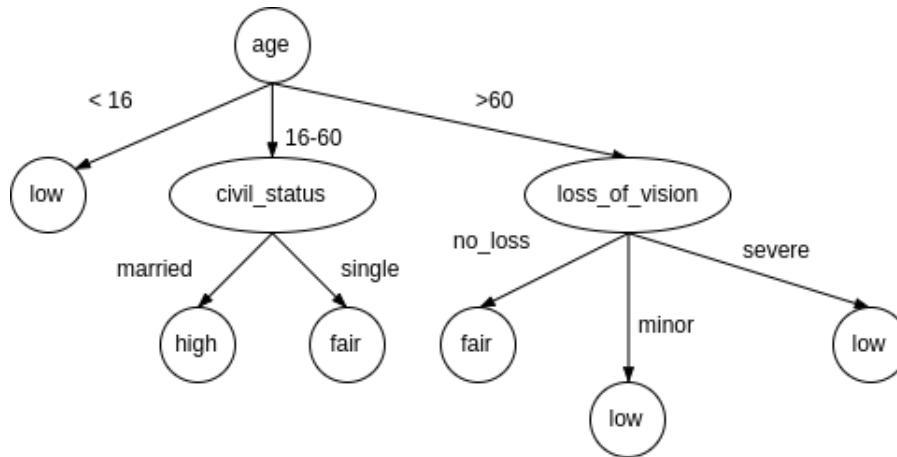 age
< 16
16-60
>60
low
civil_status
loss_of_vision
married
single
no_loss
minor
severe
high
fair
fair
low
low